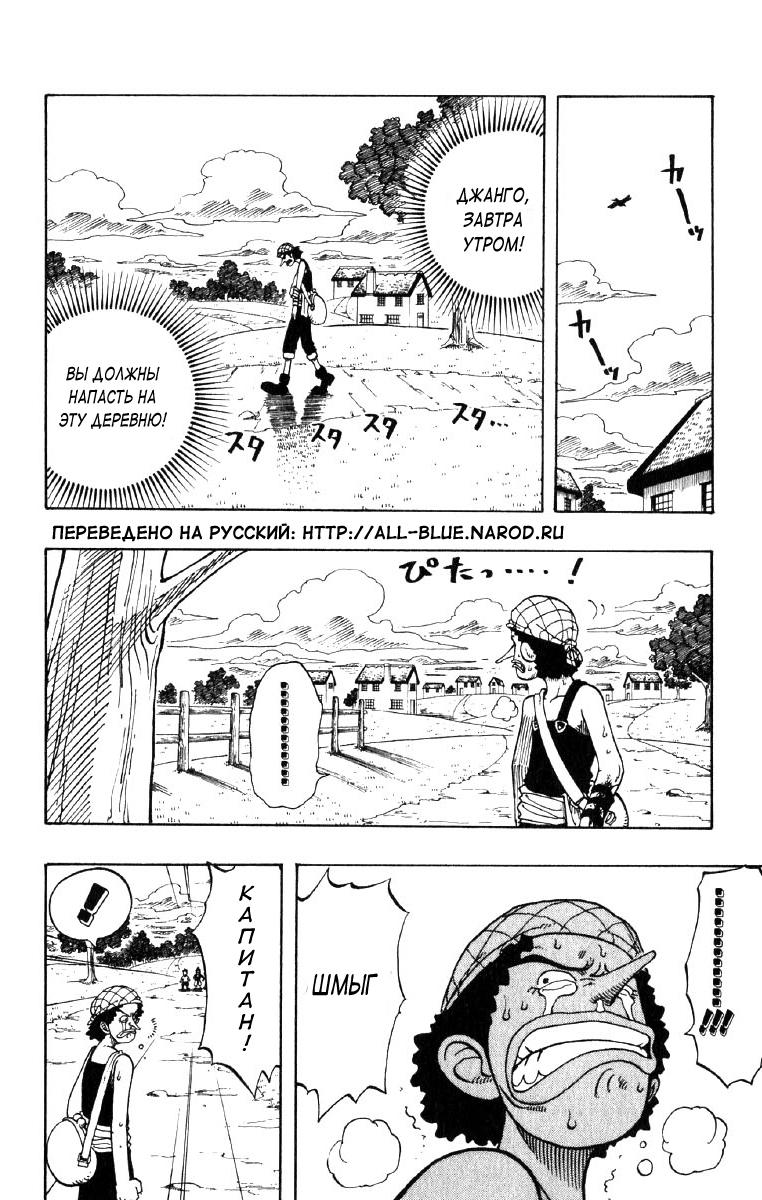 カーッ
カーッ
ДЖАНГО,
ЗАВТРА
УТРОМ!
ВЫ ДОЛЖНЫ
НАПАСТЬ НА
ЭТУ ДЕРЕВНЮ!
スタ
スタ
スタ
スタ...
ПЕРЕВЕДЕНО НА РУССКИЙ: HTTP://ALL-BLUE.NAROD.RU
ぴたっ....!
..............
..............!!!
ШМЫГ
КАПИТАН!
!